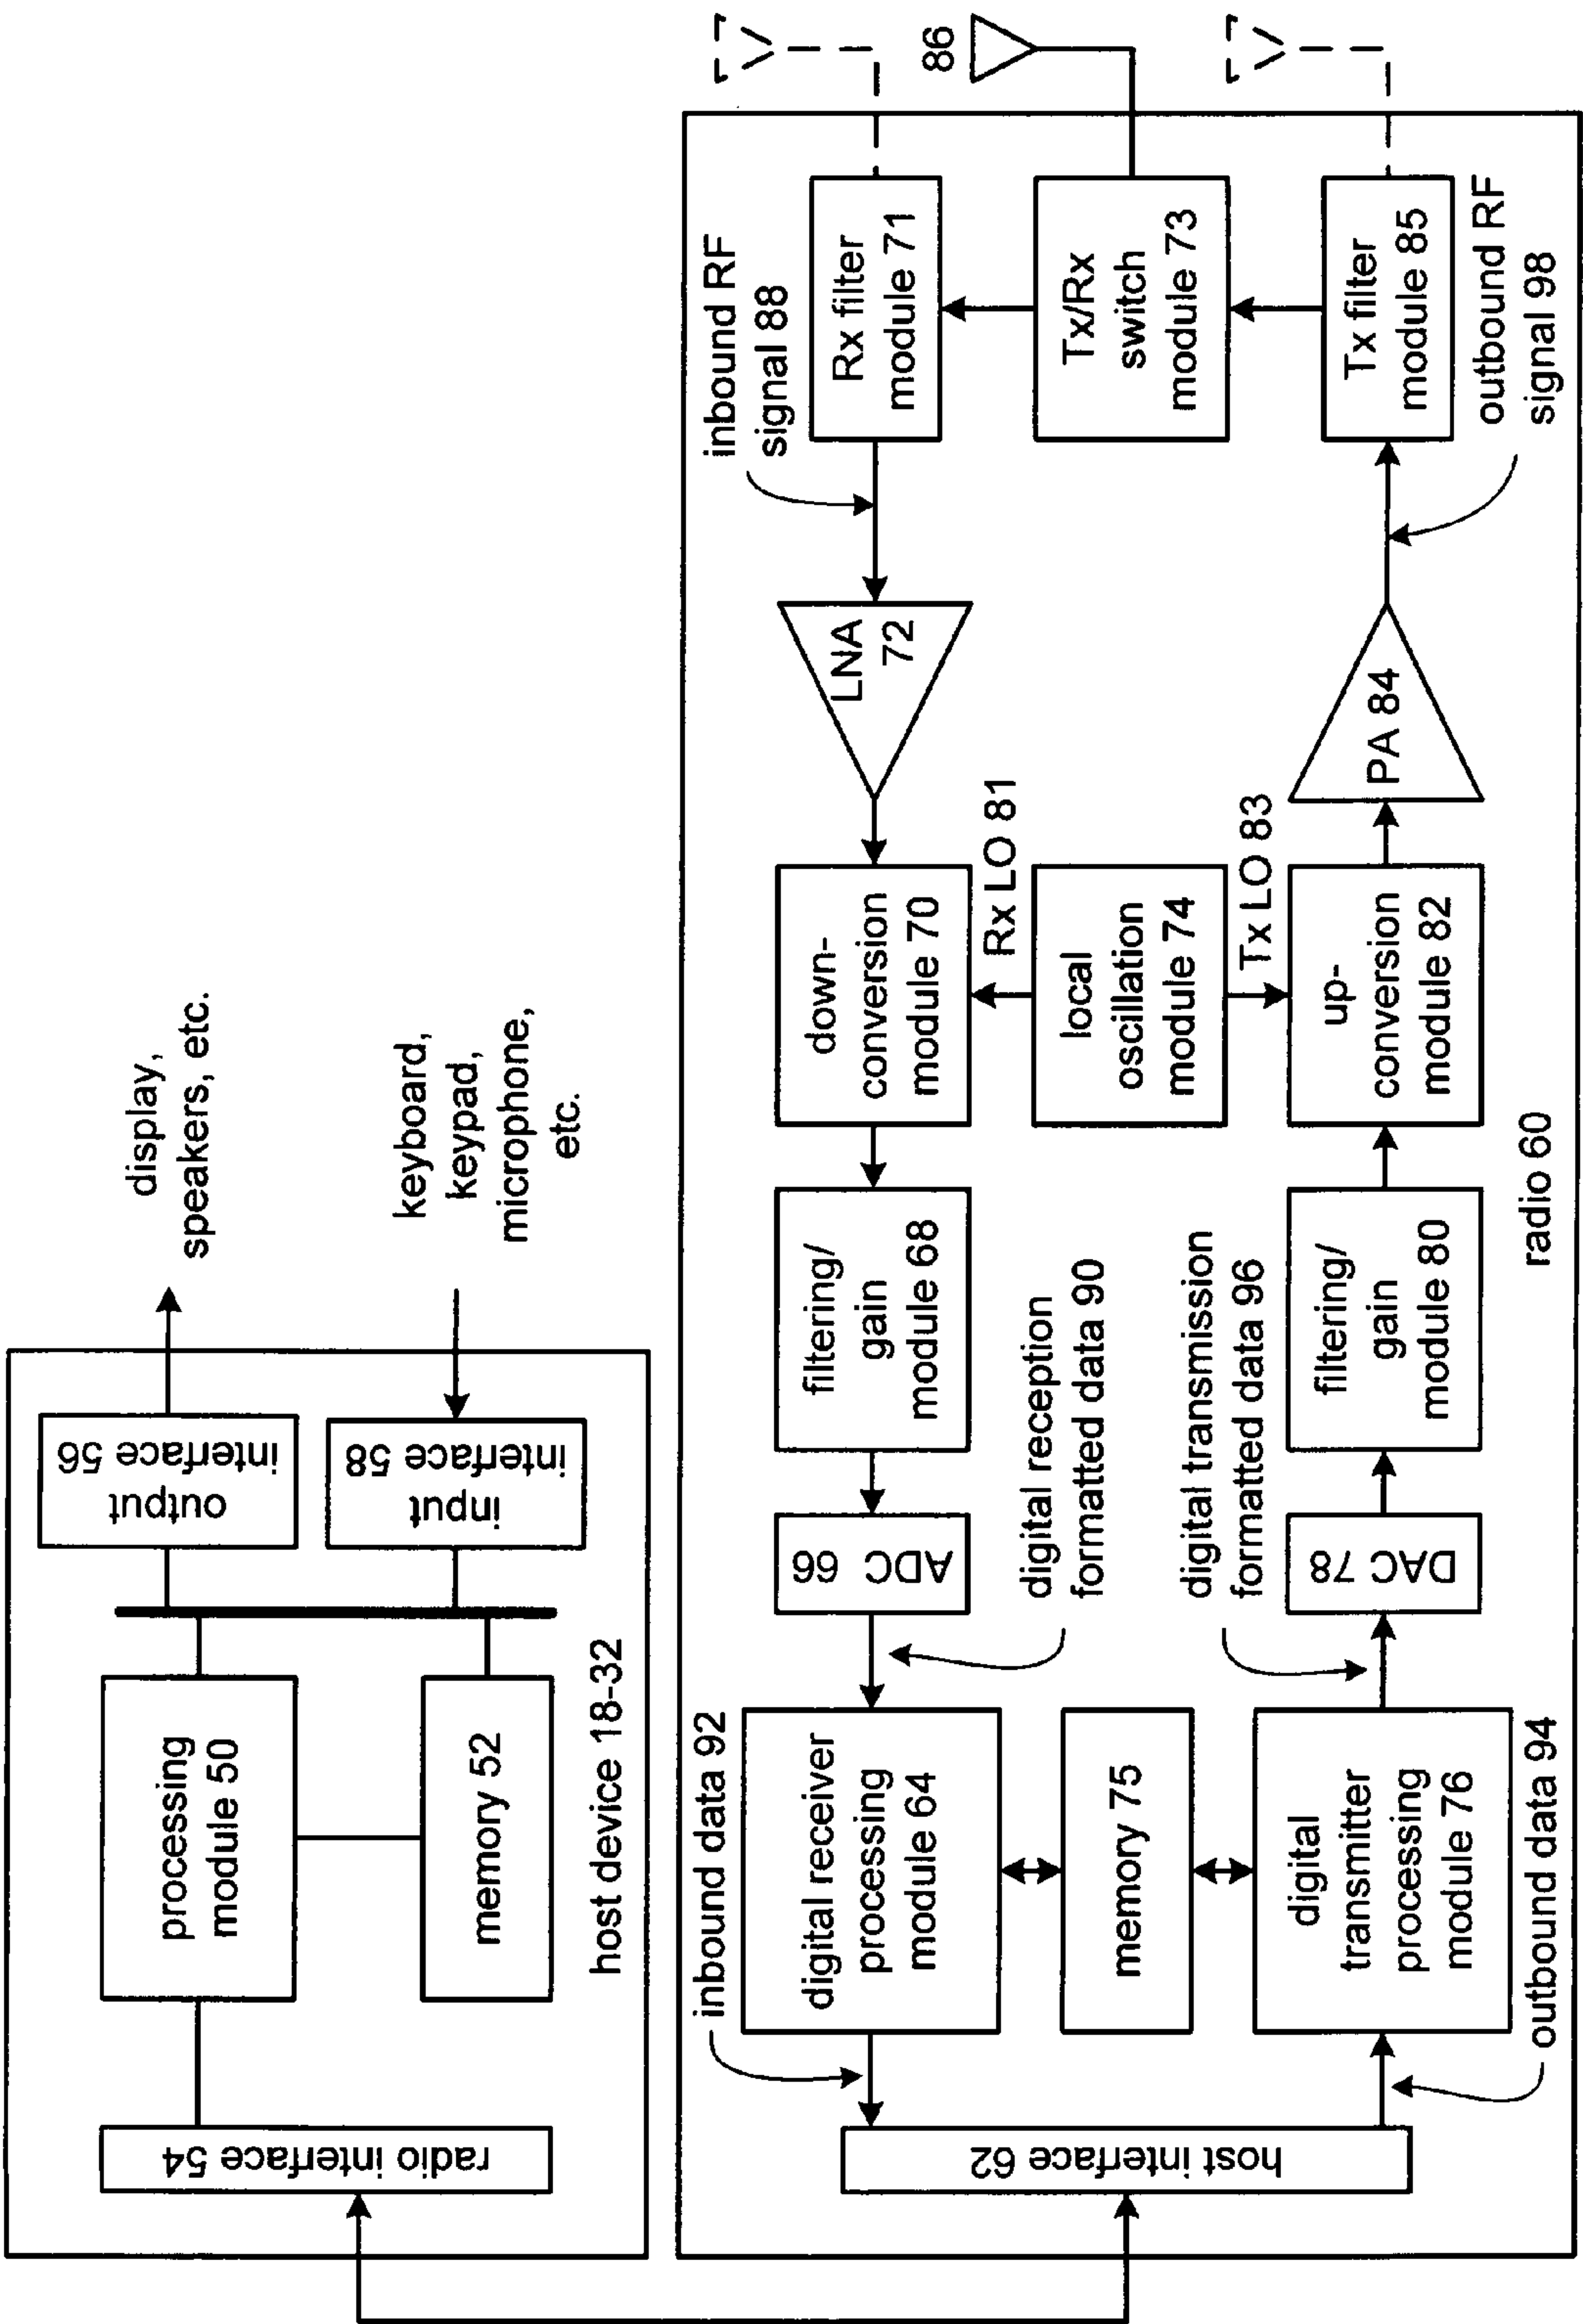 display,
speakers, etc.
keyboard,
keypad,
microphone,
etc.
output
interface 56
input
interface 58
processing
module 50
memory 52
radio interface 54
host device 18-32
inbound RF
signal 88
86
Rx filter
module 71
Tx/Rx
switch
module 73
Tx filter
module 85
outbound RF
signal 98
LNA
72
PA 84
down-
conversion
module 70
Rx LO 81
local
oscillation
module 74
Tx LO 83
up-
conversion
module 82
filtering/
gain
module 68
filtering/
gain
module 80
ADC 66
DAC 78
digital reception
formatted data 90
digital transmission
formatted data 96
inbound data 92
digital receiver
processing
module 64
memory 75
digital
transmitter
processing
module 76
outbound data 94
host interface 62
radio 60